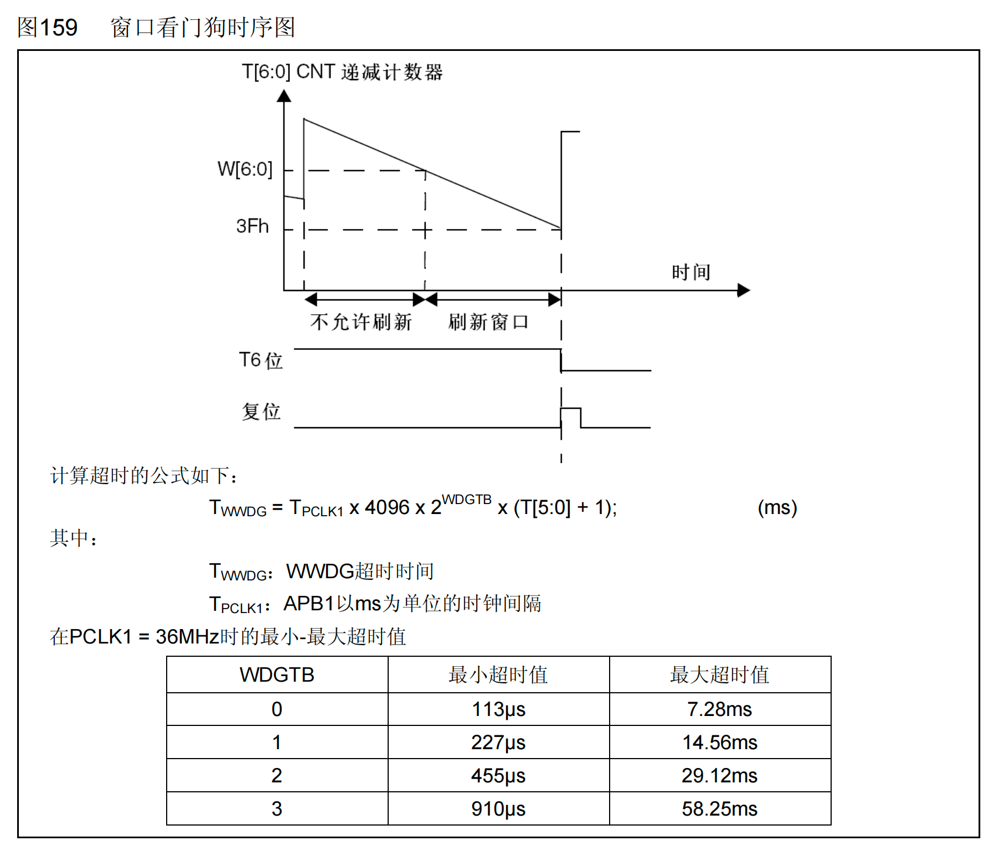 图159 窗口看门狗时序图
T[6:0] CNT 递减计数器
W[6:0]
3Fh
时间
不允许刷新 刷新窗口
T6位
复位
计算超时的公式如下：
TWWDG = TPCLK1 x 4096 x 2^WDGTB x (T[5:0] + 1); (ms)
其中：
TWWDG：WWDG超时时间
TPCLK1：APB1以ms为单位的时钟间隔
在PCLK1 = 36MHz时的最小-最大超时值
WDGTB 最小超时值 最大超时值
0 113µs 7.28ms
1 227µs 14.56ms
2 455µs 29.12ms
3 910µs 58.25ms